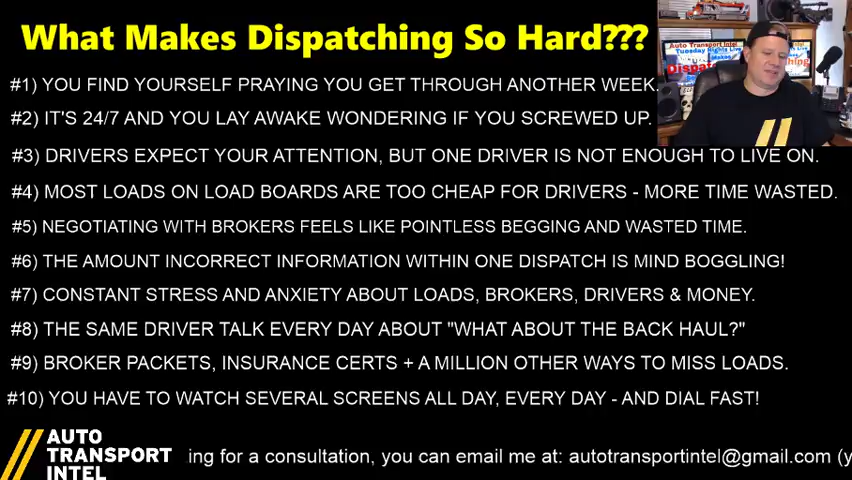 What Makes Dispatching So Hard???
#1) YOU FIND YOURSELF PRAYING YOU GET THROUGH ANOTHER WEEK.
#2) IT'S 24/7 AND YOU LAY AWAKE WONDERING IF YOU SCREWED UP.
#3) DRIVERS EXPECT YOUR ATTENTION, BUT ONE DRIVER IS NOT ENOUGH TO LIVE ON.
#4) MOST LOADS ON LOAD BOARDS ARE TOO CHEAP FOR DRIVERS - MORE TIME WASTED.
#5) NEGOTIATING WITH BROKERS FEELS LIKE POINTLESS BEGGING AND WASTED TIME.
#6) THE AMOUNT INCORRECT INFORMATION WITHIN ONE DISPATCH IS MIND BOGGLING!
#7) CONSTANT STRESS AND ANXIETY ABOUT LOADS, BROKERS, DRIVERS & MONEY.
#8) THE SAME DRIVER TALK EVERY DAY ABOUT "WHAT ABOUT THE BACK HAUL?"
#9) BROKER PACKETS, INSURANCE CERTS + A MILLION OTHER WAYS TO MISS LOADS.
#10) YOU HAVE TO WATCH SEVERAL SCREENS ALL DAY, EVERY DAY - AND DIAL FAST!
AUTO
TRANSPORT
INTEL
ing for a consultation, you can email me at: autotransportintel@gmail.com (y
Auto Transport Intel
Tuesday Nights Live